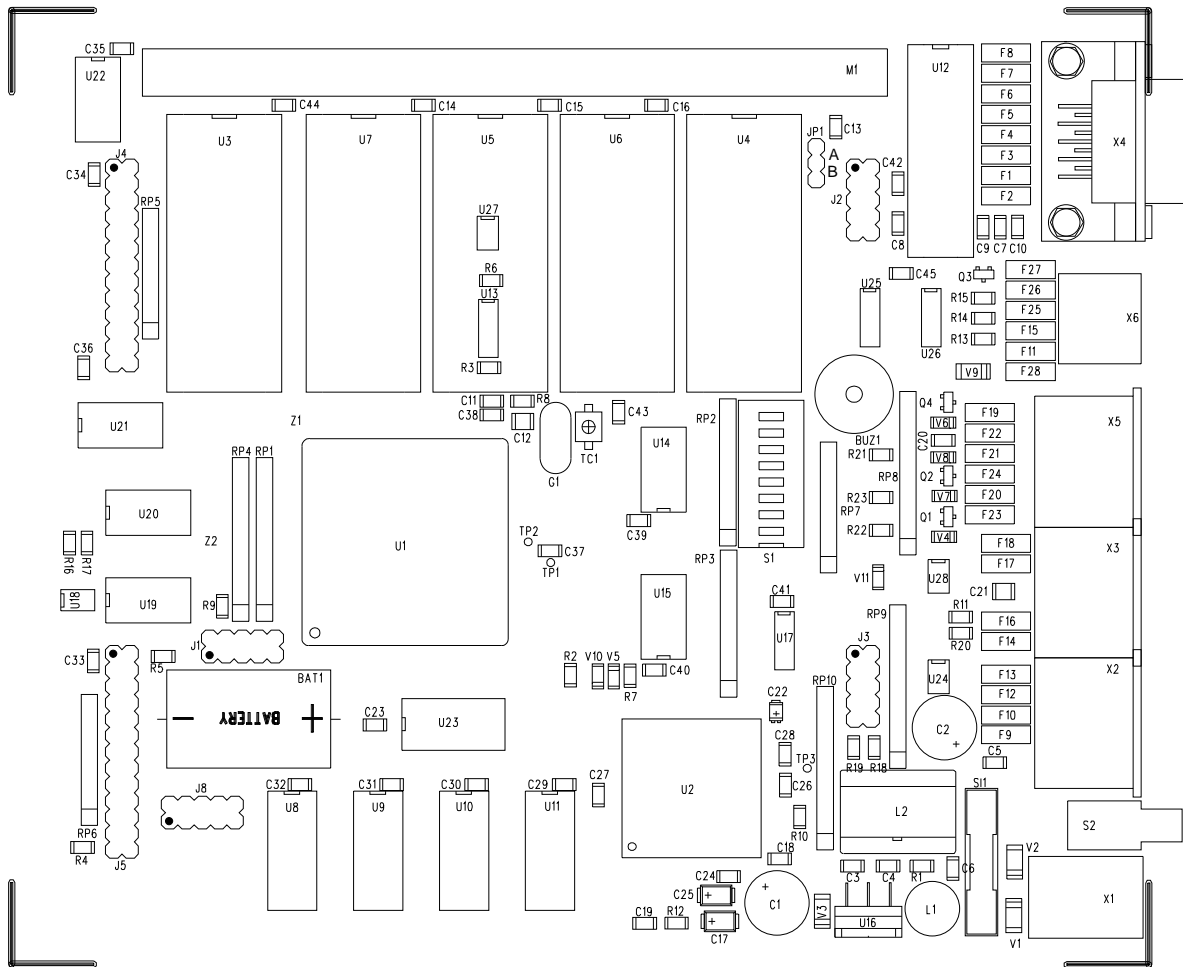 C35
U22
M1
U12
F8
F7
F6
F5
F4
F3
F1
F2
X4
C44
C14
C15
C16
U3
U7
U5
U6
U4
JP1
A
B
C13
J4
C34
RP5
J2
C42
C8
C9
C7
C10
U27
R6
U13
R3
C45
Q3
U25
U26
R15
R14
R13
V9
F27
F26
F25
F15
F11
F28
X6
C36
U21
Z1
C11
C38
R8
C12
G1
TC1
C43
U14
RP2
S1
BUZ1
R21
RP8
Q4
V6
C20
V8
Q2
V7
Q1
V4
F19
F22
F21
F24
F20
F23
X5
RP4
RP1
U20
Z2
U1
TP2
C37
TP1
C39
RP7
R23
R22
RP3
R16
R17
U18
U19
R9
J1
U15
C41
U17
V11
U28
F18
F17
X3
C21
R11
R20
F16
F14
RP9
J3
C33
R5
BAT1
BATTERY
C23
U23
R2
V10
V5
R7
C40
RP10
C22
U24
C2
F13
F12
F10
F9
X2
C5
C28
TP3
C26
R19
R18
RP6
R4
J5
J8
C32
C31
C30
C29
C27
U8
U9
U10
U11
U2
R10
C18
L2
SI1
S2
C24
C25
C1
C3
C4
R1
C6
V2
C19
R12
C17
V3
U16
L1
V1
X1